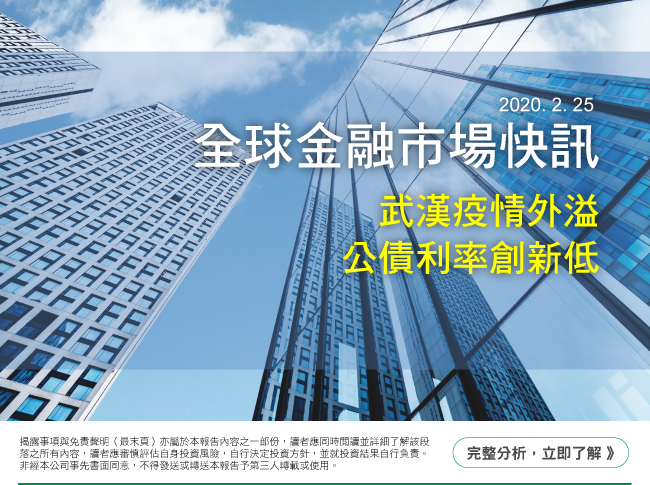 2020. 2. 25
全球金融市場快訊
武漢疫情外溢
公債利率創新低
揭露事項與免責聲明（最末頁）亦屬於本報告內容之一部份，讀者應同時閱讀並詳細了解該段
落之所有內容，讀者應審慎評估自身投資風險，自行決定投資方針，並就投資結果自行負責。
非經本公司事先書面同意，不得發送或轉送本報告予第三人轉載或使用。
完整分析，立即了解 》